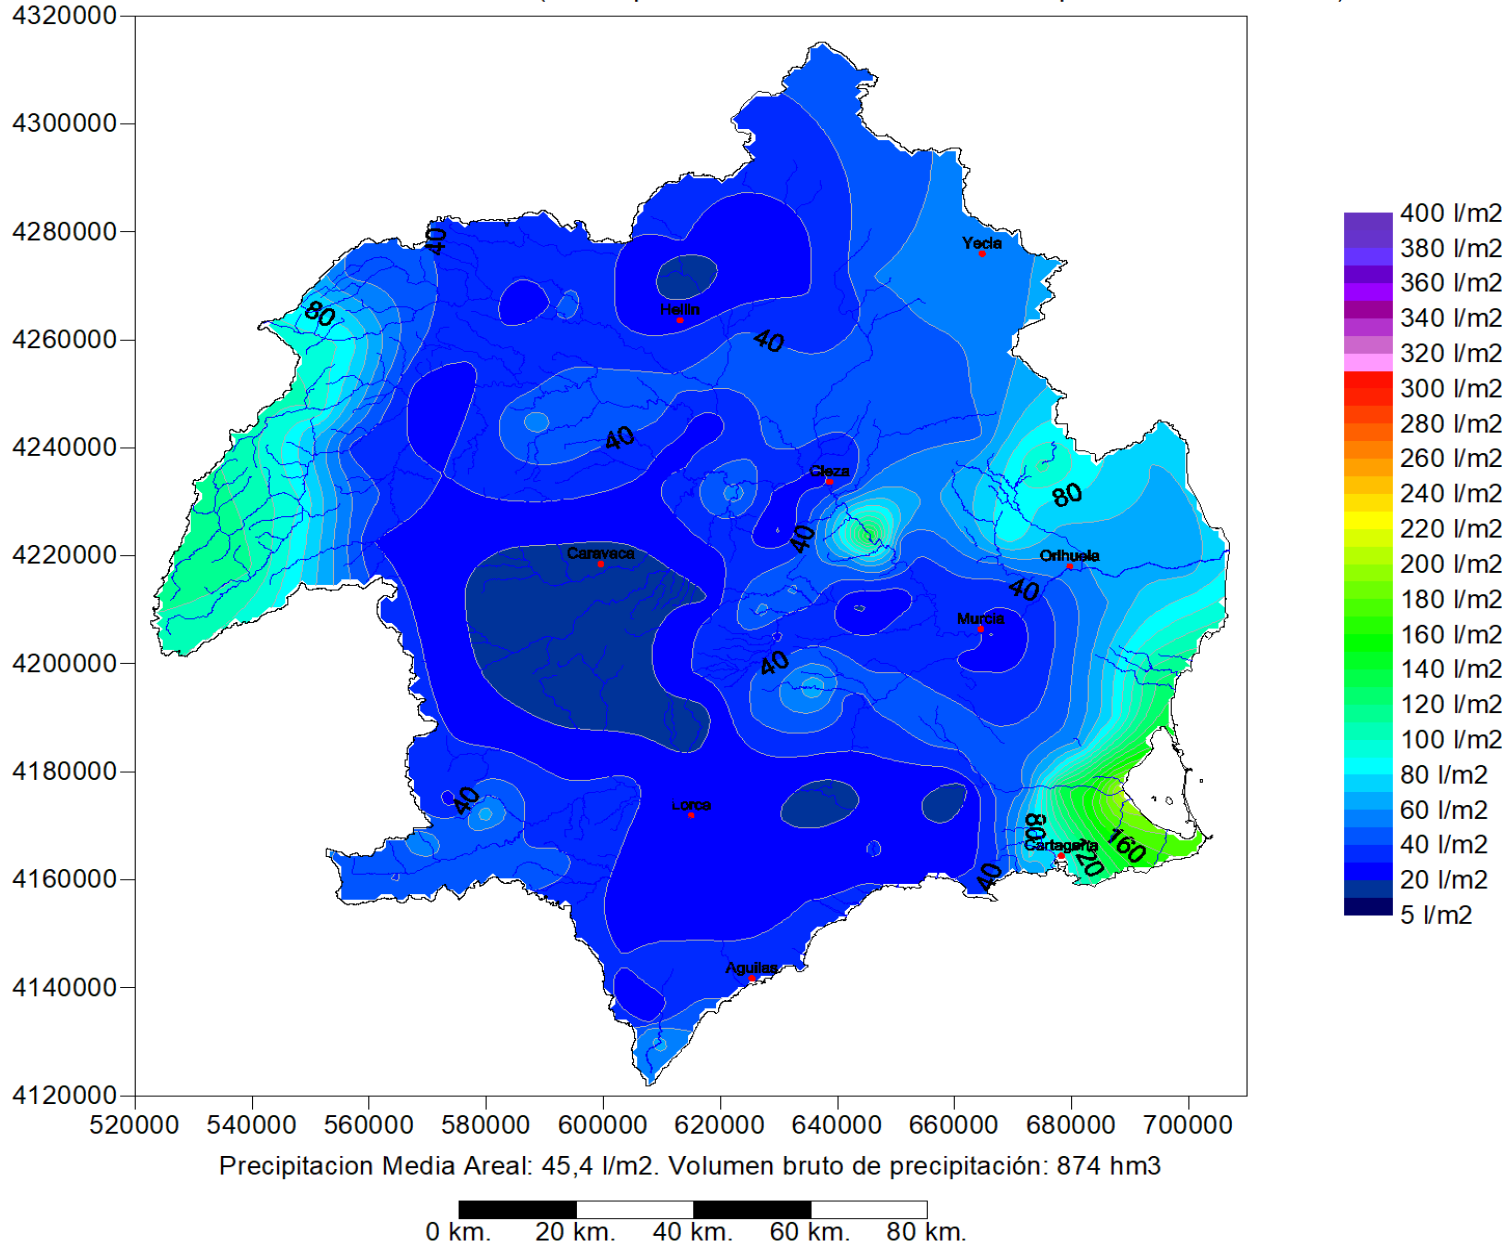 4320000
4300000
4280000
4260000
4240000
4220000
4200000
4180000
4160000
4140000
4120000
520000 540000 560000 580000 600000 620000 640000 660000 680000 700000
40
Yecla
80
Hellin
40
40
Cieza
80
40
Caravaca
Orihuela
40
Murcia
40
40
Lorca
80
Cartagena
160
120
40
Aguilas
400 l/m2
380 l/m2
360 l/m2
340 l/m2
320 l/m2
300 l/m2
280 l/m2
260 l/m2
240 l/m2
220 l/m2
200 l/m2
180 l/m2
160 l/m2
140 l/m2
120 l/m2
100 l/m2
80 l/m2
60 l/m2
40 l/m2
20 l/m2
5 l/m2
Precipitacion Media Areal: 45,4 l/m2. Volumen bruto de precipitación: 874 hm3
0 km. 20 km. 40 km. 60 km. 80 km.